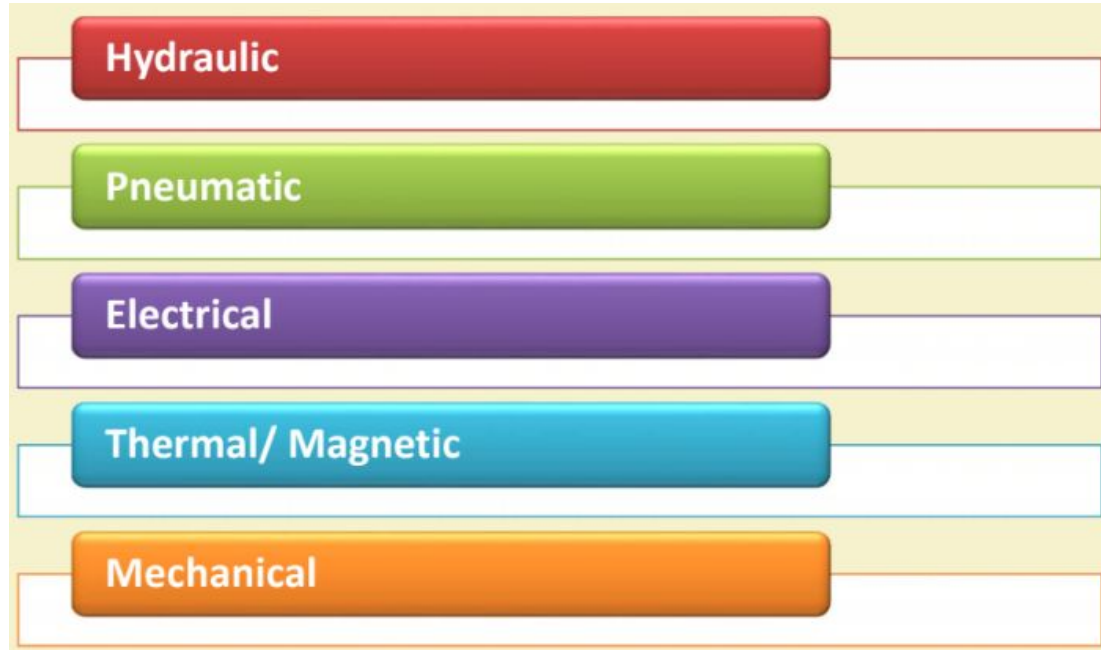 Hydraulic
Pneumatic
Electrical
Thermal/ Magnetic
Mechanical